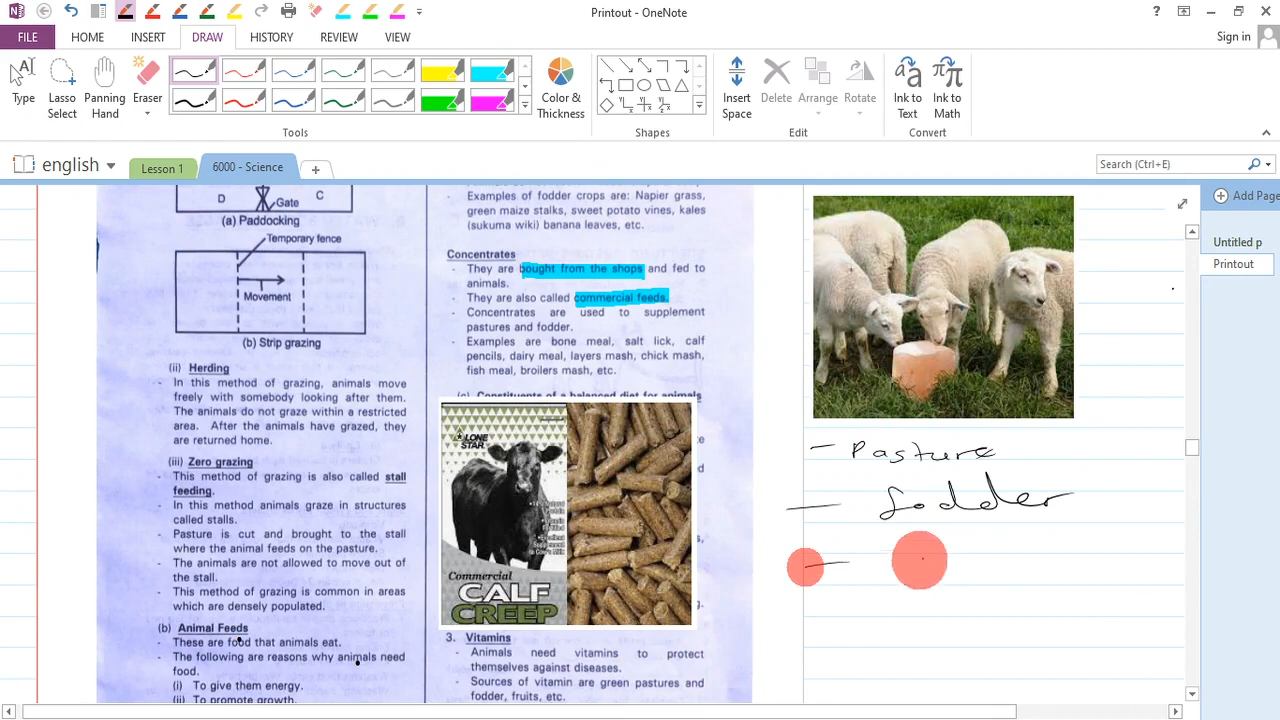 Printout - OneNote
Sign in
FILE HOME INSERT DRAW HISTORY REVIEW VIEW
Type
Lasso Select
Panning Hand
Eraser
Color & Thickness
Insert Space
Delete
Arrange
Rotate
Ink to Text
Ink to Math
Tools
Shapes
Edit
Convert
english
Lesson 1
6000 - Science
Search (Ctrl+E)
Add Page
Untitled p
Printout
D
C
Gate
(a) Paddocking
Temporary fence
Movement
(b) Strip grazing
(ii) Herding
- In this method of grazing, animals move
freely with somebody looking after them.
The animals do not graze within a restricted
area. After the animals have grazed, they
are returned home.
(iii) Zero grazing
- This method of grazing is also called stall
feeding.
- In this method animals graze in structures
called stalls.
- Pasture is cut and brought to the stall
where the animal feeds on the pasture.
- The animals are not allowed to move out of
the stall.
- This method of grazing is common in areas
which are densely populated.
(b) Animal Feeds
- These are food that animals eat.
- The following are reasons why animals need
food.
(i) To give them energy.
(ii) To promote growth.
- Examples of fodder crops are: Napier grass,
green maize stalks, sweet potato vines, kales
(sukuma wiki) banana leaves, etc.
Concentrates
- They are bought from the shops and fed to
animals.
- They are also called commercial feeds.
- Concentrates are used to supplement
pastures and fodder.
- Examples are bone meal, salt lick, calf
pencils, dairy meal, layers mash, chick mash,
fish meal, broilers mash, etc.
(c) Constituents of a balanced diet for animals
LONE STAR
Commercial
CALF
CREEP
3. Vitamins
- Animals need vitamins to protect
themselves against diseases.
- Sources of vitamin are green pastures and
fodder, fruits, etc.
- Pasture
- fodder
-